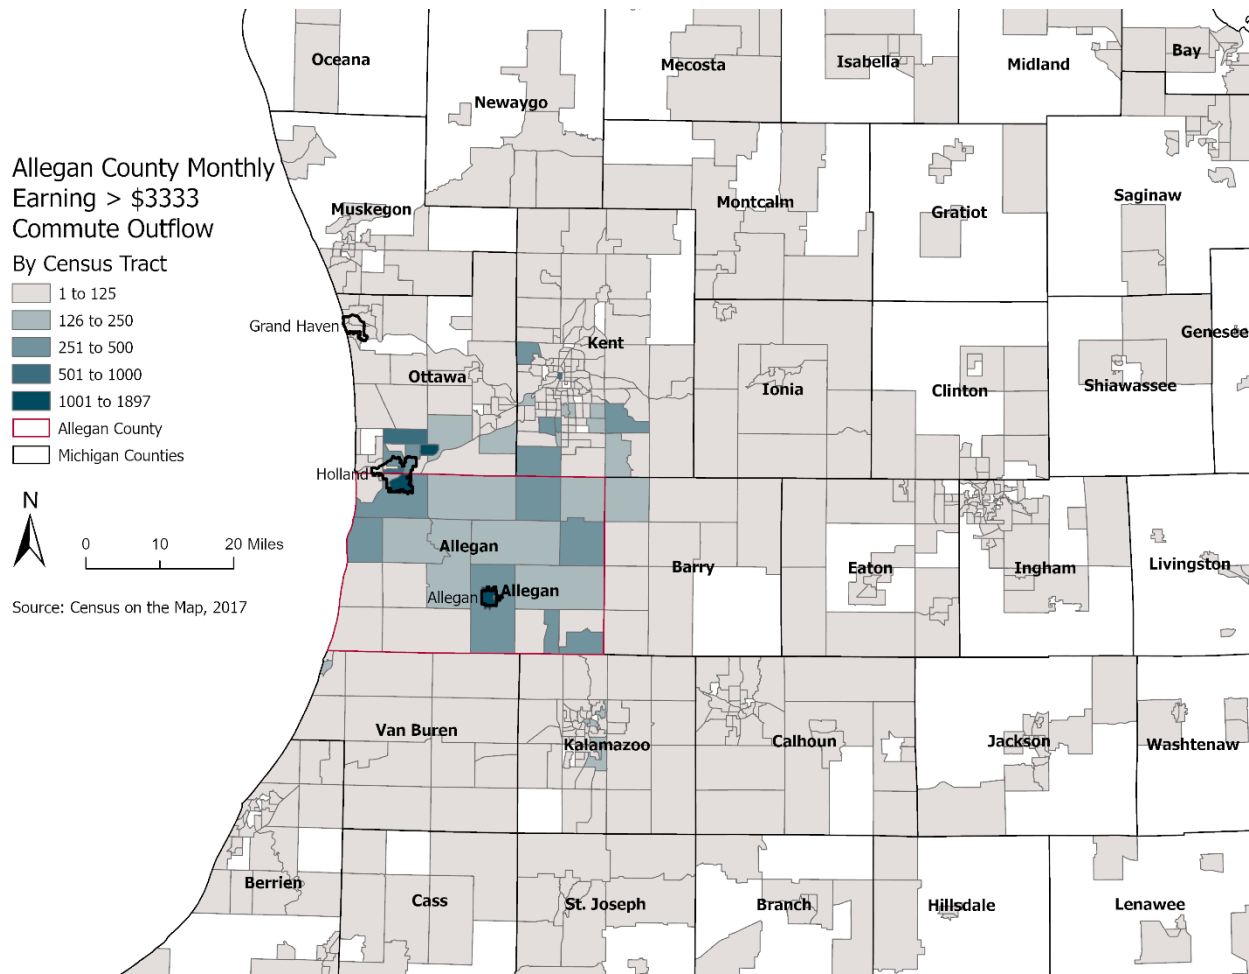 Oceana
Mecosta
Isabella
Midland
Bay
Newaygo
Allegan County Monthly
Earning > $3333
Commute Outflow
By Census Tract
1 to 125
126 to 250
251 to 500
501 to 1000
1001 to 1897
Allegan County
Michigan Counties
N
0 10 20 Miles
Source: Census on the Map, 2017
Muskegon
Montcalm
Gratiot
Saginaw
Grand Haven
Kent
Genesee
Ottawa
Ionia
Clinton
Shiawassee
Holland
Allegan
Barry
Eaton
Ingham
Livingston
Allegan
Allegan
Van Buren
Kalamazoo
Calhoun
Jackson
Washtenaw
Berrien
Cass
St. Joseph
Branch
Hillsdale
Lenawee